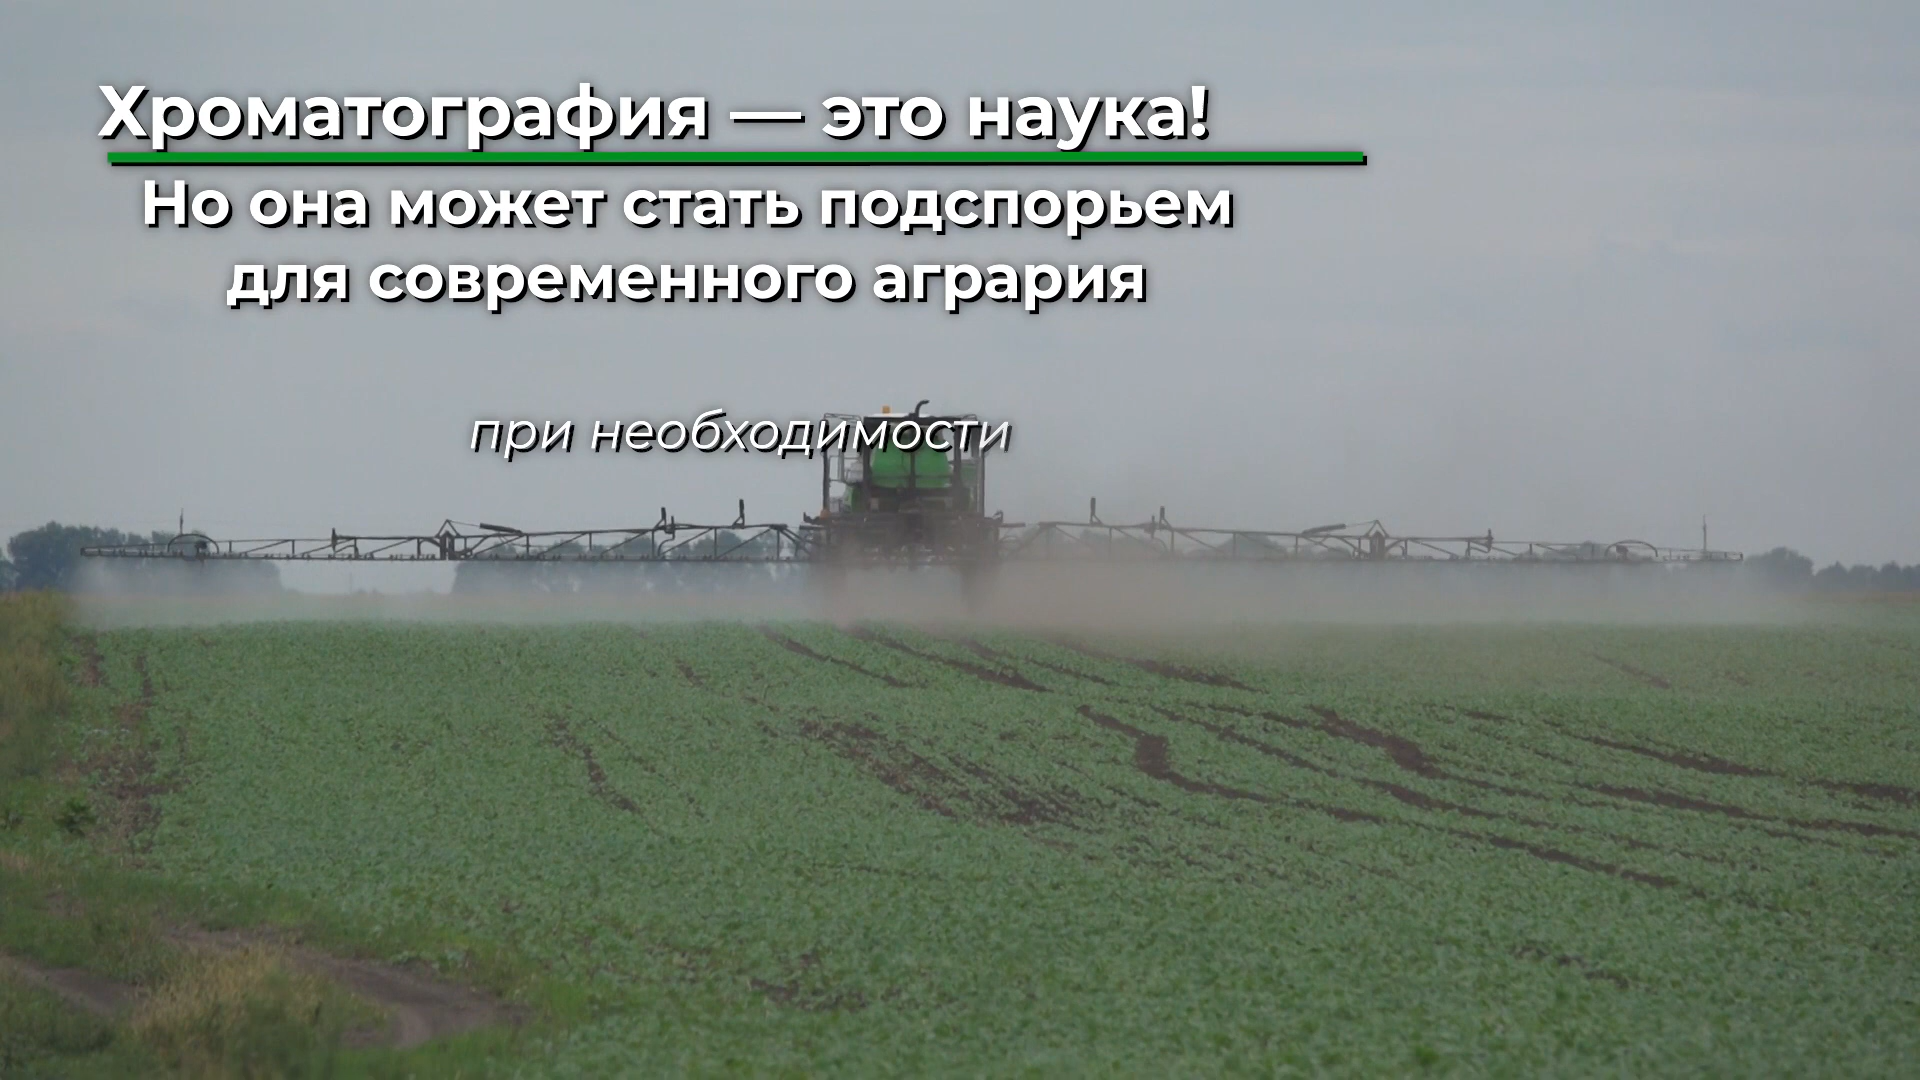 Хроматография — это наука!
Но она может стать подспорьем
для современного агрария
при необходимости